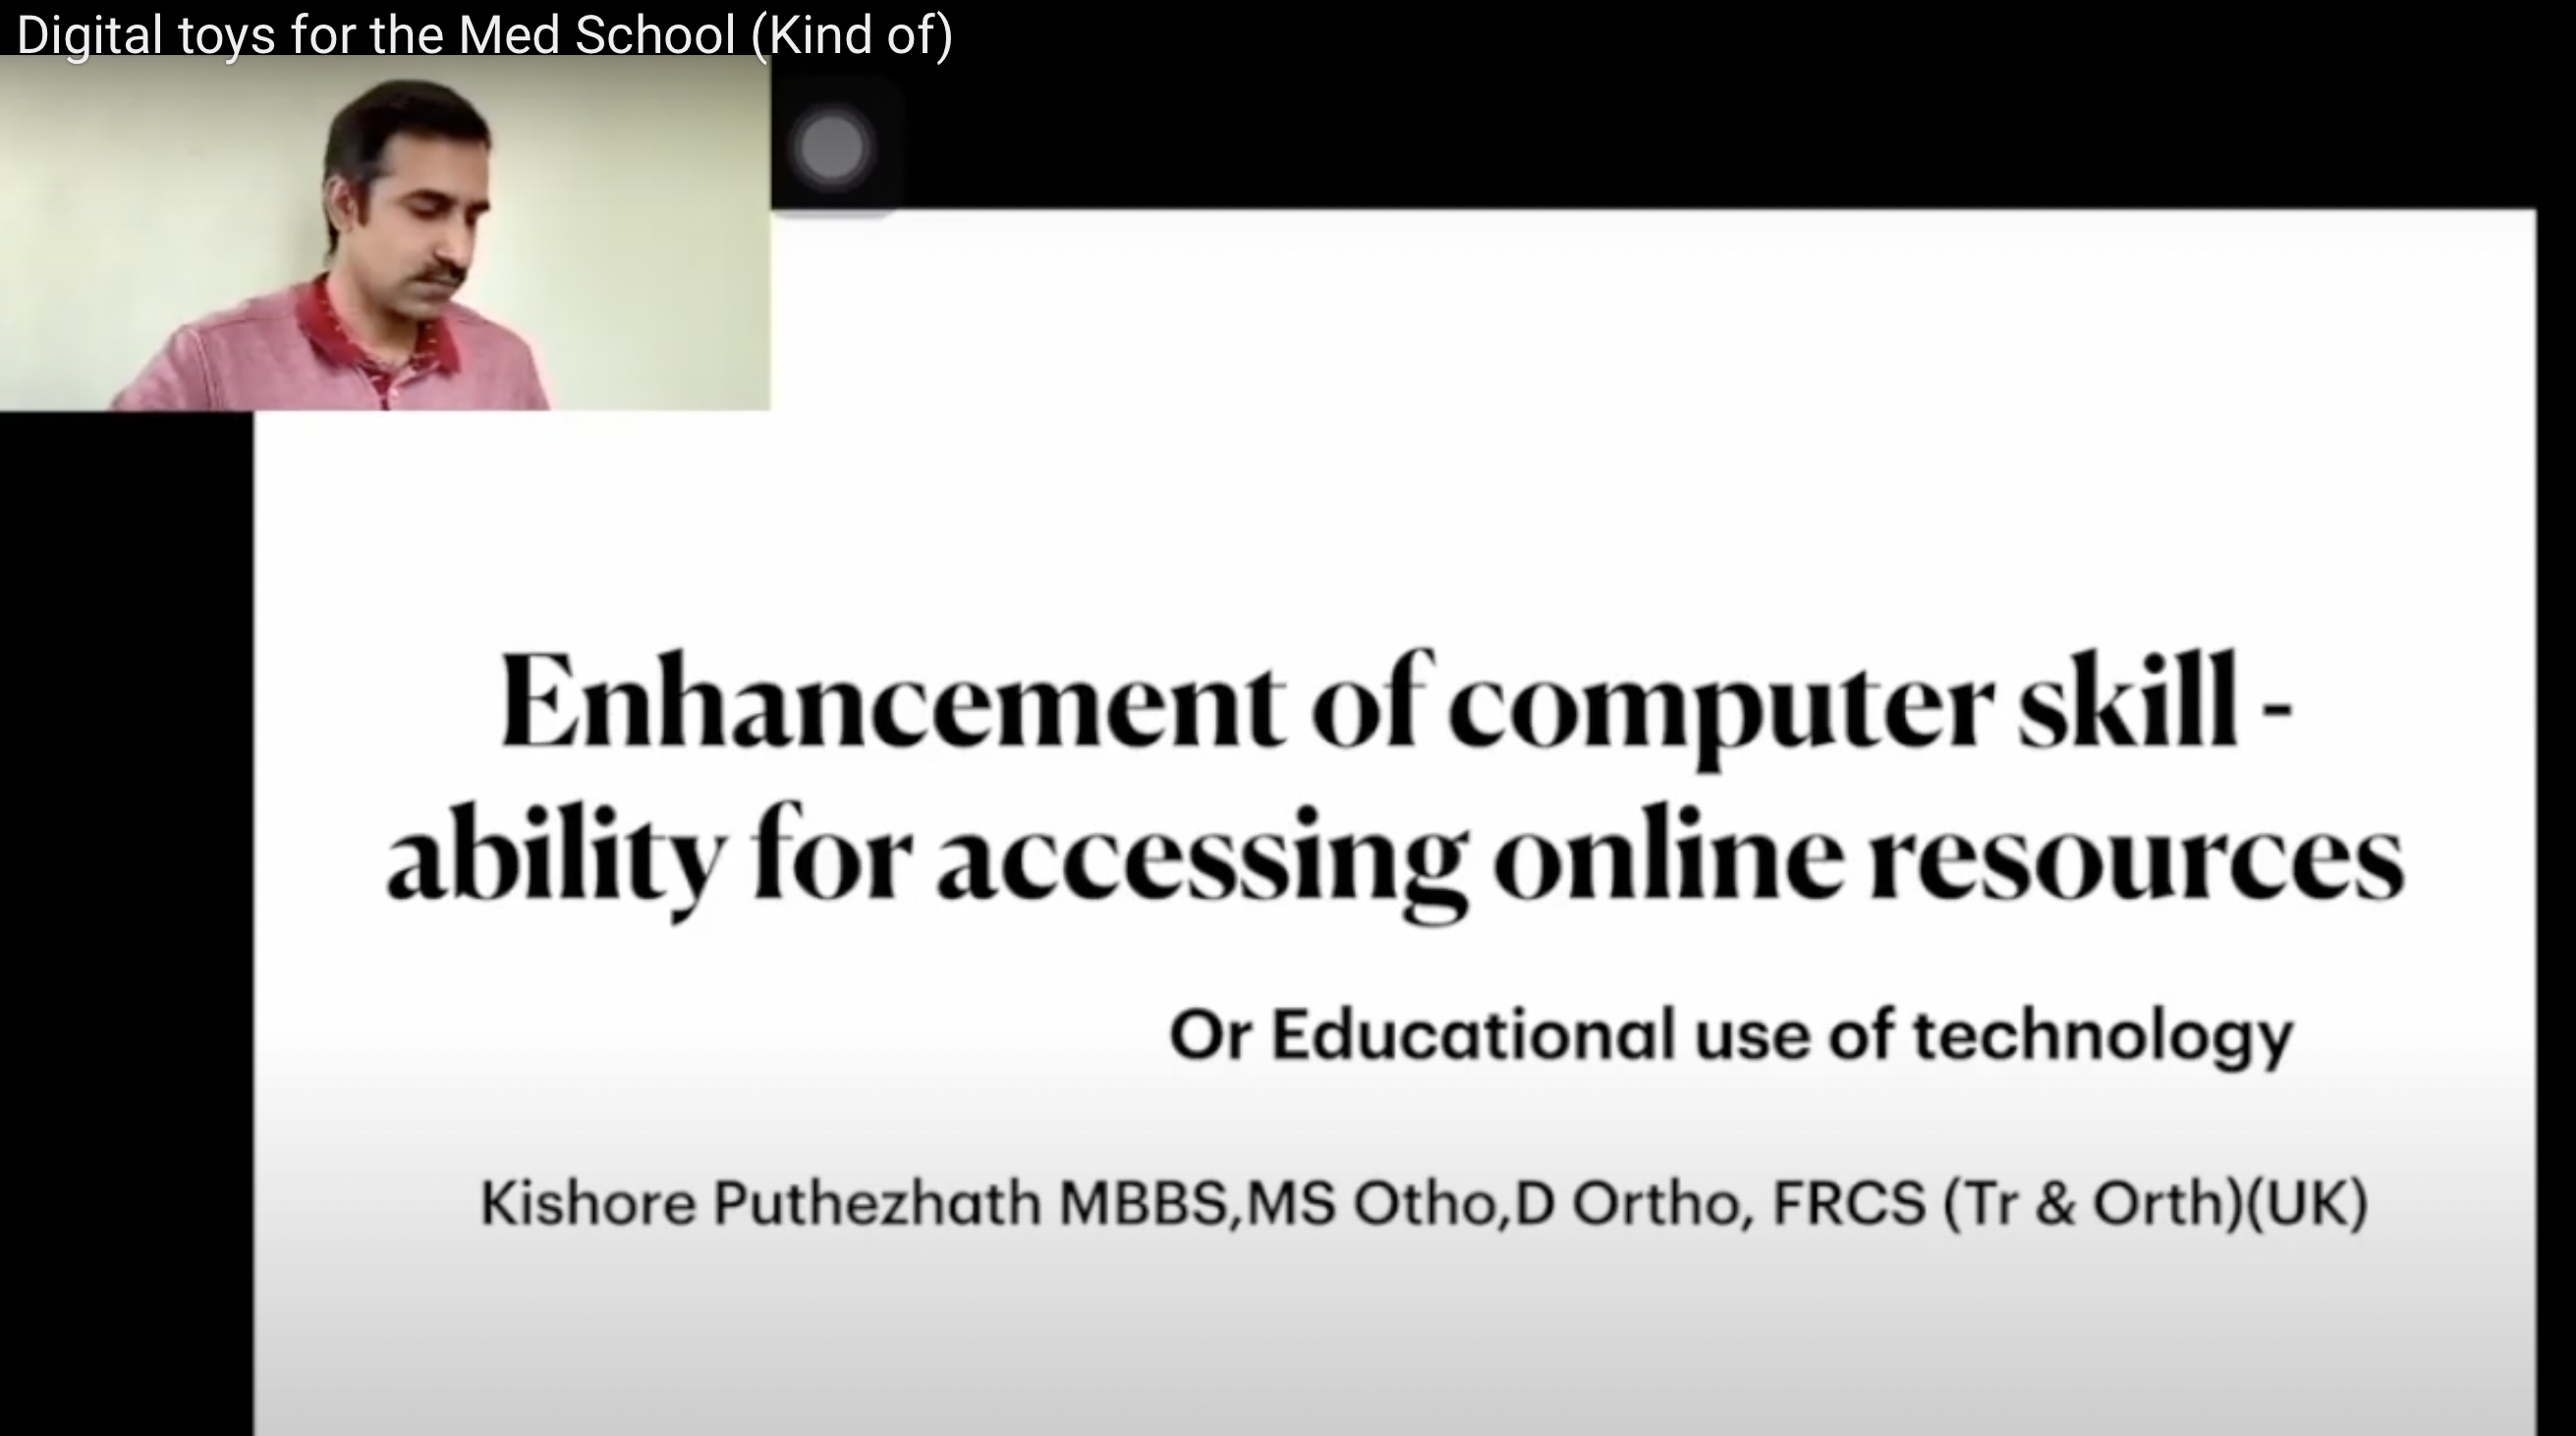 Digital toys for the Med School (Kind of)
Enhancement of computer skill -
ability for accessing online resources
Or Educational use of technology
Kishore Puthezhath MBBS,MS Otho,D Ortho, FRCS (Tr & Orth)(UK)